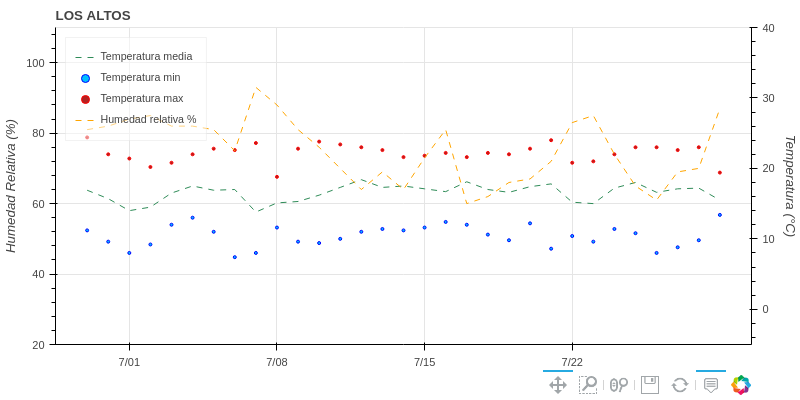 LOS ALTOS
Temperatura media
Temperatura min
Temperatura max
Humedad relativa %
Humedad Relativa (%)
100
80
60
40
20
Temperatura (°C)
40
30
20
10
0
7/01
7/08
7/15
7/22